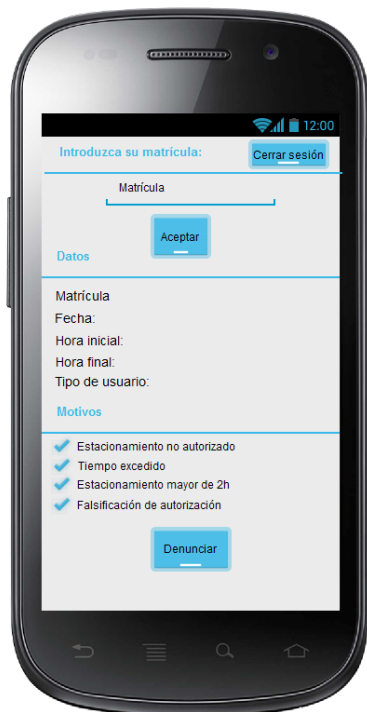 12:00
Introduzca su matrícula:
Cerrar sesión
Matrícula
Aceptar
Datos
Matrícula
Fecha:
Hora inicial:
Hora final:
Tipo de usuario:
Motivos
Estacionamiento no autorizado
Tiempo excedido
Estacionamiento mayor de 2h
Falsificación de autorización
Denunciar